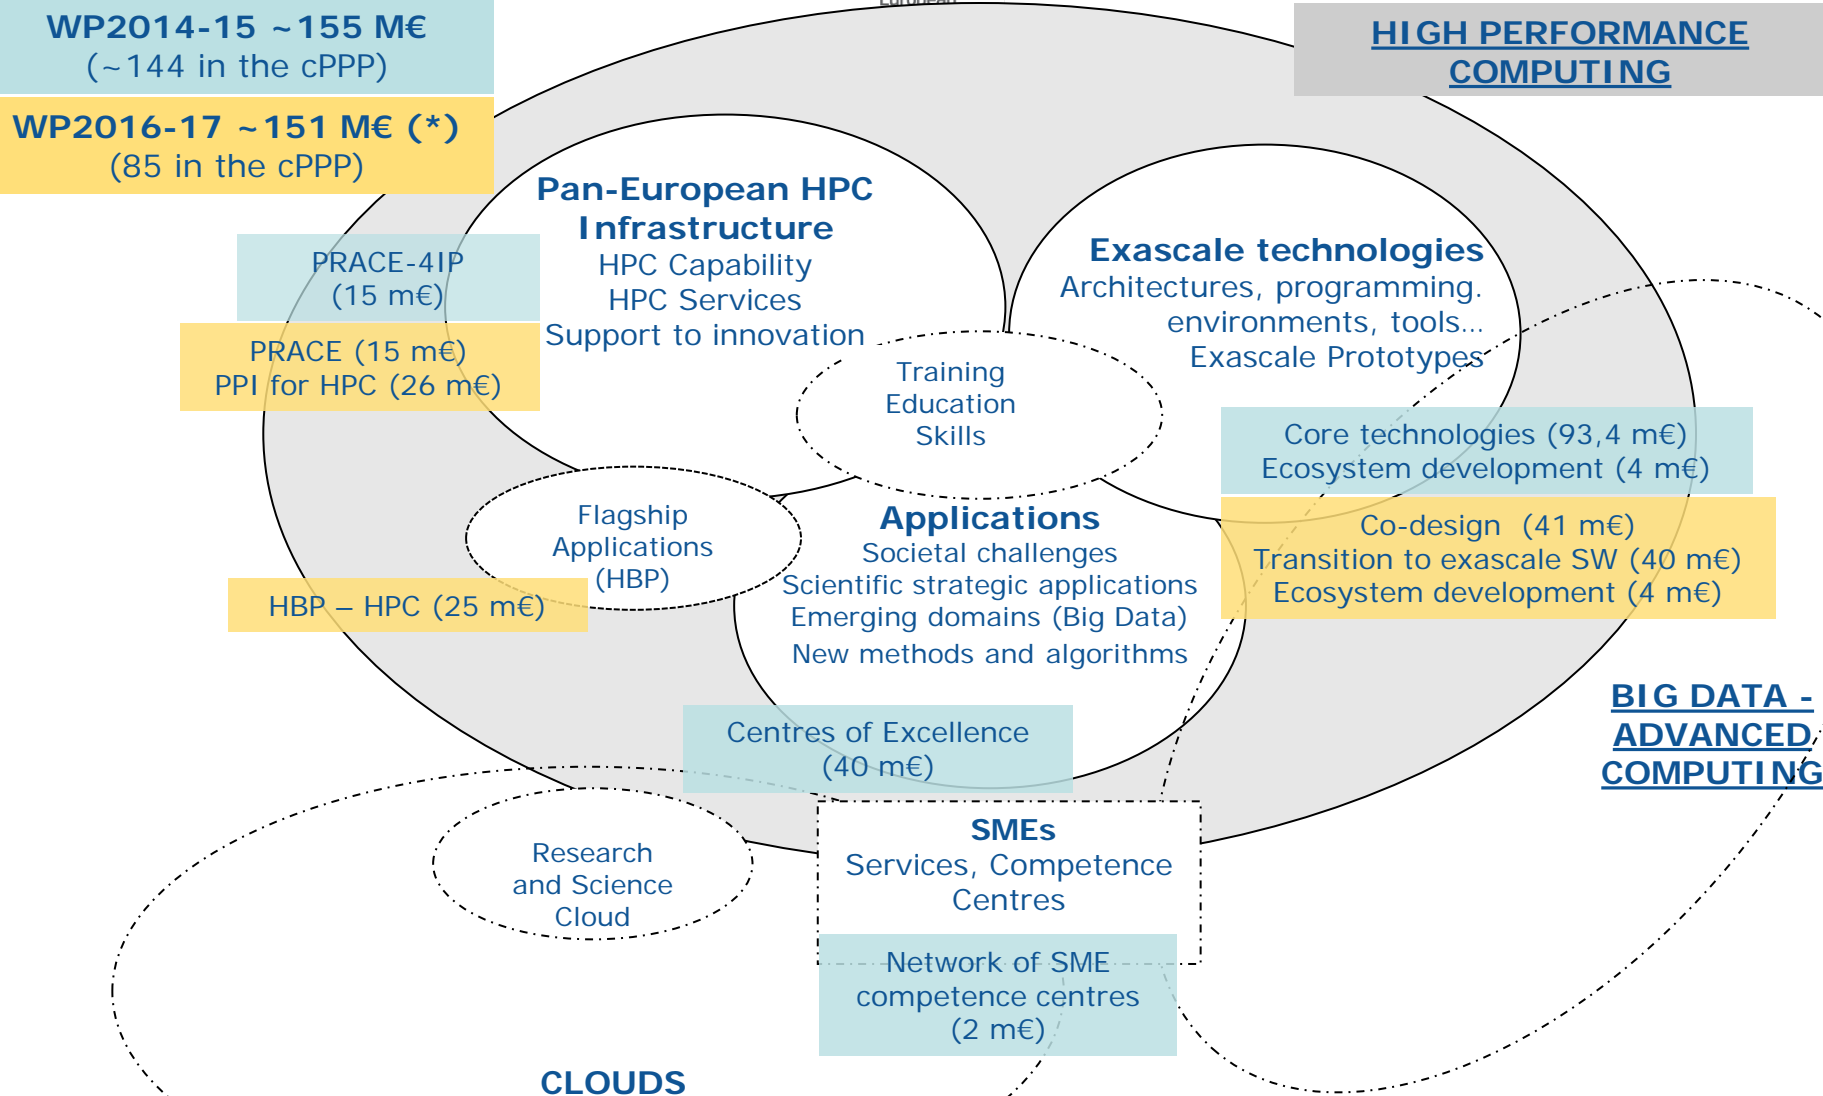 European
WP2014-15 ~155 M€
(~144 in the cPPP)
WP2016-17 ~151 M€ (*)
(85 in the cPPP)
HIGH PERFORMANCE
COMPUTING
Pan-European HPC
Infrastructure
HPC Capability
HPC Services
Support to innovation
PRACE-4IP
(15 m€)
PRACE (15 m€)
PPI for HPC (26 m€)
Exascale technologies
Architectures, programming.
environments, tools...
Exascale Prototypes
Training
Education
Skills
Core technologies (93,4 m€)
Ecosystem development (4 m€)
Co-design (41 m€)
Transition to exascale SW (40 m€)
Ecosystem development (4 m€)
Flagship
Applications
(HBP)
HBP – HPC (25 m€)
Applications
Societal challenges
Scientific strategic applications
Emerging domains (Big Data)
New methods and algorithms
Centres of Excellence
(40 m€)
BIG DATA -
ADVANCED
COMPUTING
SMEs
Services, Competence
Centres
Research
and Science
Cloud
Network of SME
competence centres
(2 m€)
CLOUDS